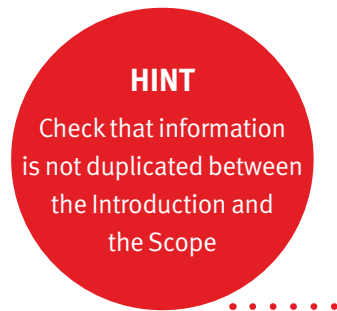 HINT
Check that information
is not duplicated between
the Introduction and
the Scope